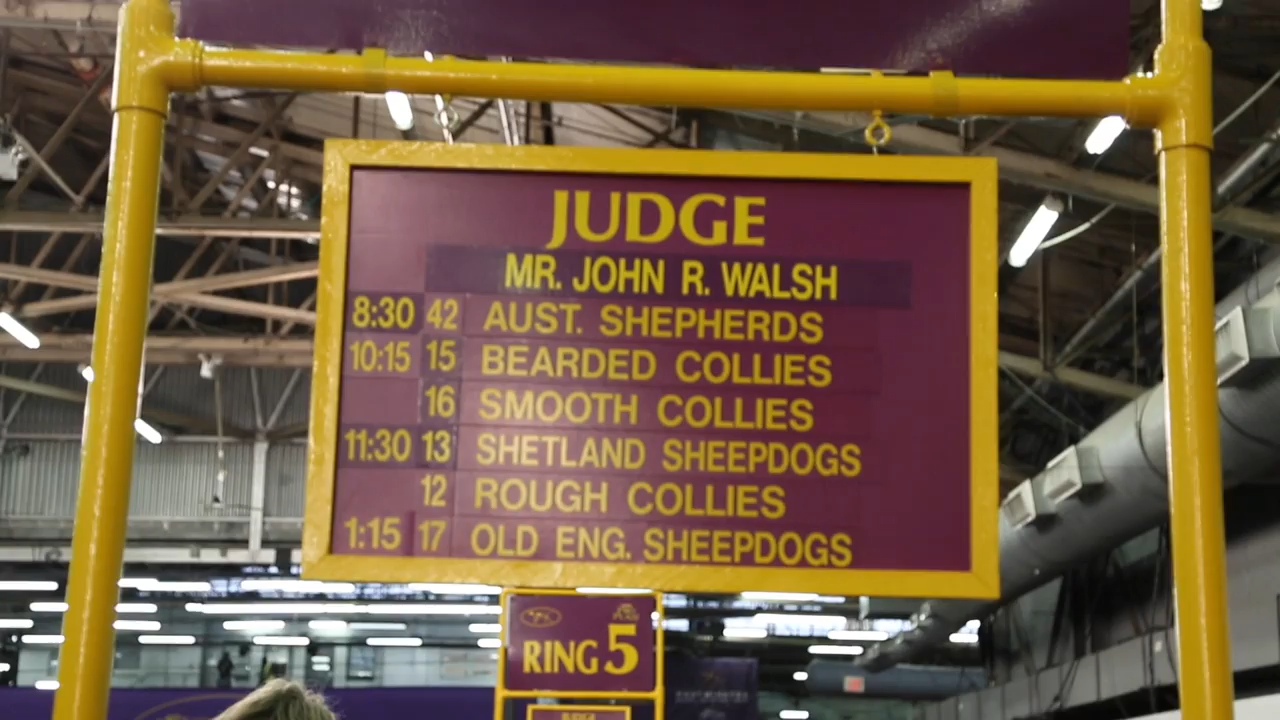 JUDGE
MR. JOHN R. WALSH
8:30 42 AUST. SHEPHERDS
10:15 15 BEARDED COLLIES
16 SMOOTH COLLIES
11:30 13 SHETLAND SHEEPDOGS
12 ROUGH COLLIES
1:15 17 OLD ENG. SHEEPDOGS
RING 5
JUDGE